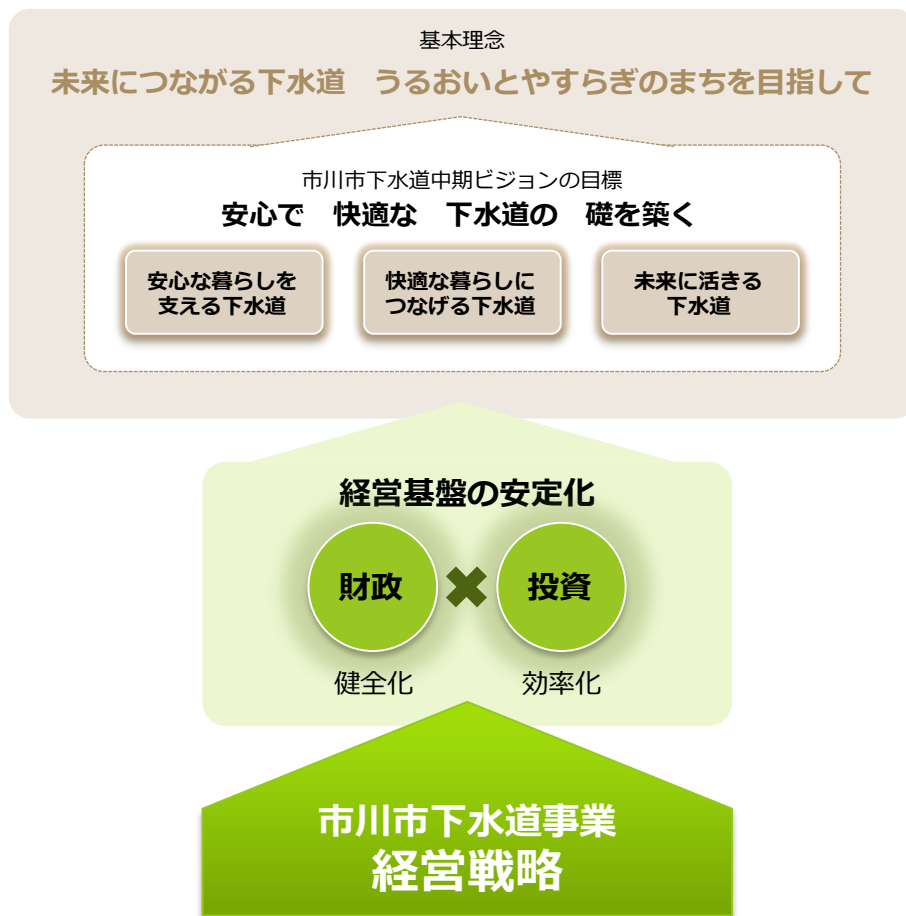 基本理念
未来につながる下水道　うるおいとやすらぎのまちを目指して
市川市下水道中期ビジョンの目標
安心で　快適な　下水道の　礎を築く
安心な暮らしを
支える下水道
快適な暮らしに
つなげる下水道
未来に活きる
下水道
経営基盤の安定化
財政
投資
健全化
効率化
市川市下水道事業
経営戦略